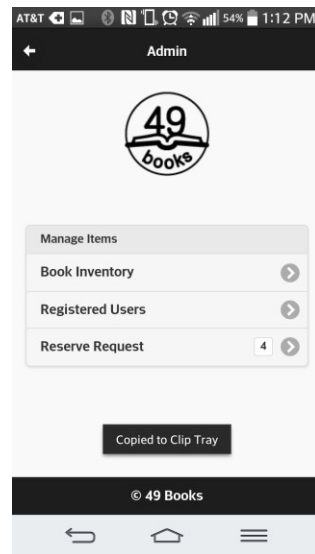 AT&T 54% 1:12 PM
Admin
49
books
Manage Items
Book Inventory
Registered Users
Reserve Request 4
Copied to Clip Tray
© 49 Books